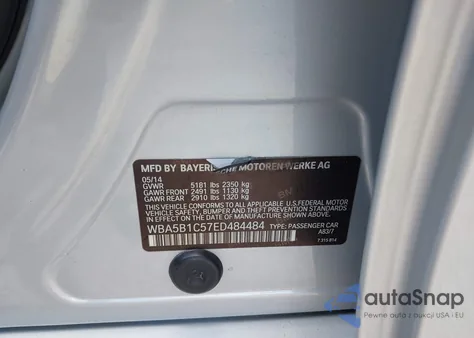 MFD BY BAYERISCHE MOTOREN WERKE AG
05/14
GVWR 5181 lbs 2350 kg
GAWR FRONT 2491 lbs 1130 kg
GAWR REAR 2910 lbs 1320 kg
THIS VEHICLE CONFORMS TO ALL APPLICABLE U.S.FEDERAL MOTOR
VEHICLE SAFETY, BUMPER, AND THEFT PREVENTION
STANDARDS IN EFFECT ON THE
DATE OF MANUFACTURE SHOWN ABOVE.
WBA5B1C57ED484484 TYPE: PASSENGER CAR
A83/7
autoSnap
Pewne auta z aukcji USA i EU